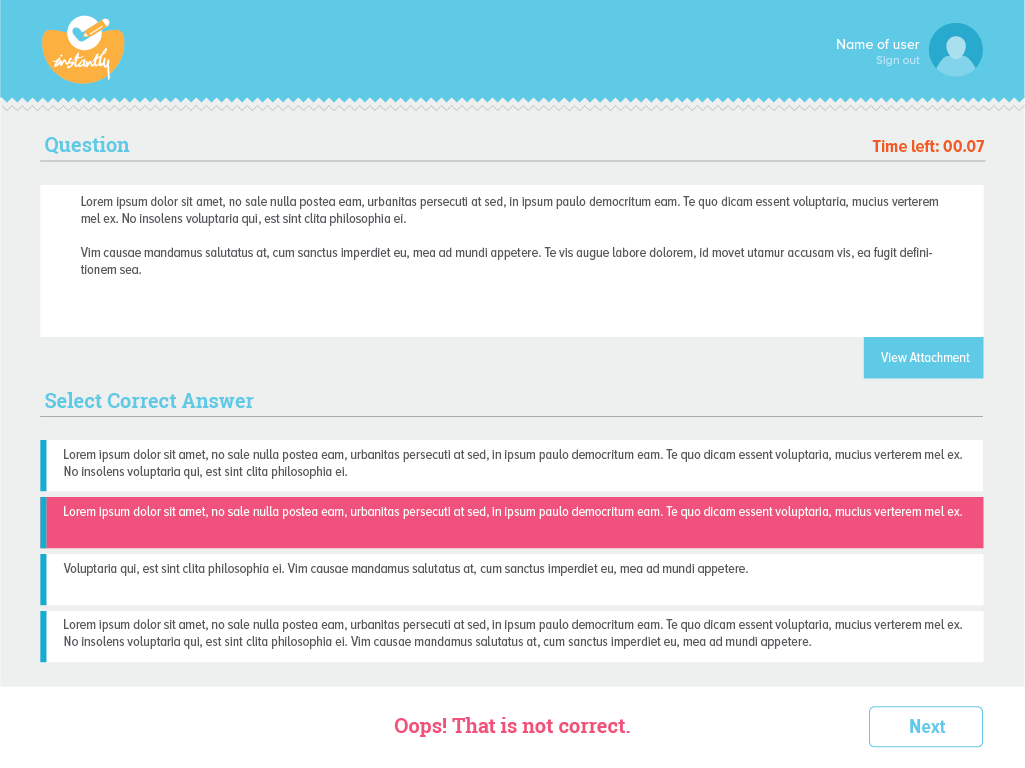 instantly
Name of user
Sign out
Question
Time left: 00.07
Lorem ipsum dolor sit amet, no sale nulla postea eam, urbanitas persecuti at sed, in ipsum paulo democritum eam. Te quo dicam essent voluptaria, mucius verterem
mel ex. No insolens voluptaria qui, est sint clita philosophia ei.
Vim causae mandamus salutatus at, cum sanctus imperdiet eu, mea ad mundi appetere. Te vis augue labore dolorem, id movet utamur accusam vis, ea fugit defini-
tionem sea.
View Attachment
Select Correct Answer
Lorem ipsum dolor sit amet, no sale nulla postea eam, urbanitas persecuti at sed, in ipsum paulo democritum eam. Te quo dicam essent voluptaria, mucius verterem mel ex.
No insolens voluptaria qui, est sint clita philosophia ei.
Lorem ipsum dolor sit amet, no sale nulla postea eam, urbanitas persecuti at sed, in ipsum paulo democritum eam. Te quo dicam essent voluptaria, mucius verterem mel ex.
Voluptaria qui, est sint clita philosophia ei. Vim causae mandamus salutatus at, cum sanctus imperdiet eu, mea ad mundi appetere.
Lorem ipsum dolor sit amet, no sale nulla postea eam, urbanitas persecuti at sed, in ipsum paulo democritum eam. Te quo dicam essent voluptaria, mucius verterem mel ex.
No insolens voluptaria qui, est sint clita philosophia ei. Vim causae mandamus salutatus at, cum sanctus imperdiet eu, mea ad mundi appetere.
Oops! That is not correct.
Next